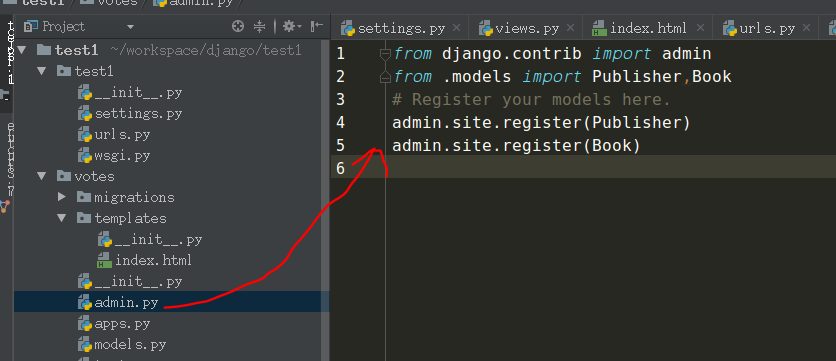 test1 votes admin.py
Project
settings.py views.py index.html urls.py
test1 ~/workspace/django/test1
test1
__init__.py
settings.py
urls.py
wsgi.py
votes
migrations
templates
__init__.py
index.html
__init__.py
admin.py
apps.py
models.py
1 from django.contrib import admin
2 from .models import Publisher,Book
3 # Register your models here.
4 admin.site.register(Publisher)
5 admin.site.register(Book)
6